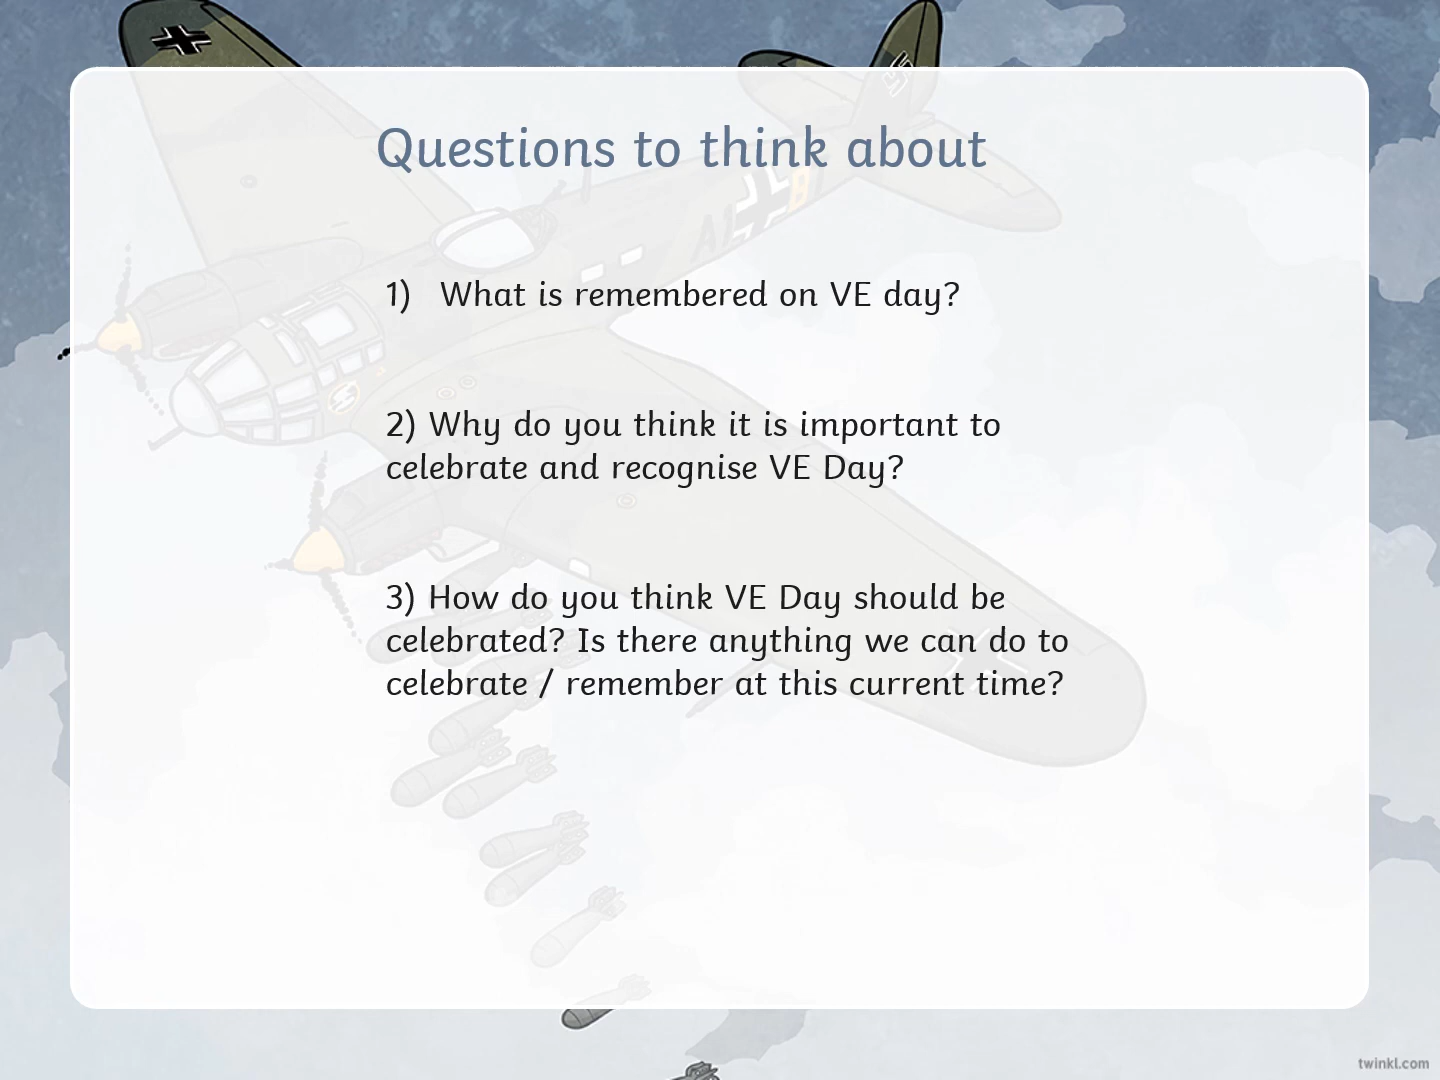 Questions to think about
1) What is remembered on VE day?
2) Why do you think it is important to
celebrate and recognise VE Day?
3) How do you think VE Day should be
celebrated? Is there anything we can do to
celebrate / remember at this current time?
A1 B
twinkl.com